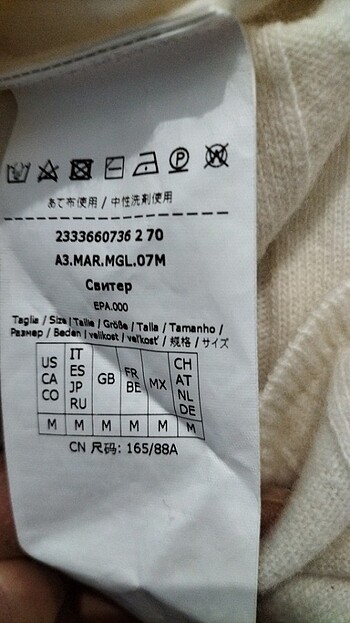 あて布使用 / 中性洗剤使用
2333660736 2 70
A3.MAR.MGL.07M
Свитер
EPA.000
Taglia / Size / Taille / Größe / Talla / Tamanho /
Размер / Beden / velikost / veľkosť / 规格 / サイズ
US CA CO IT ES JP RU GB FR BE MX CH AT NL DE
M M M M M M
CN 尺码: 165/88A